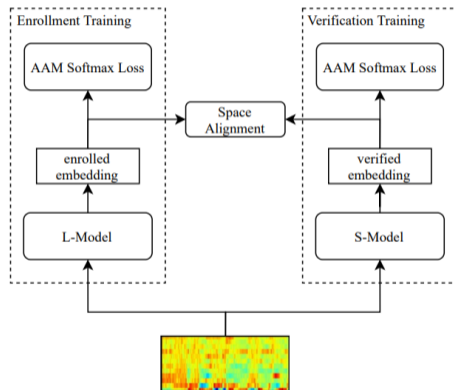 Enrollment Training
Verification Training
AAM Softmax Loss
AAM Softmax Loss
Space
Alignment
enrolled
embedding
verified
embedding
L-Model
S-Model